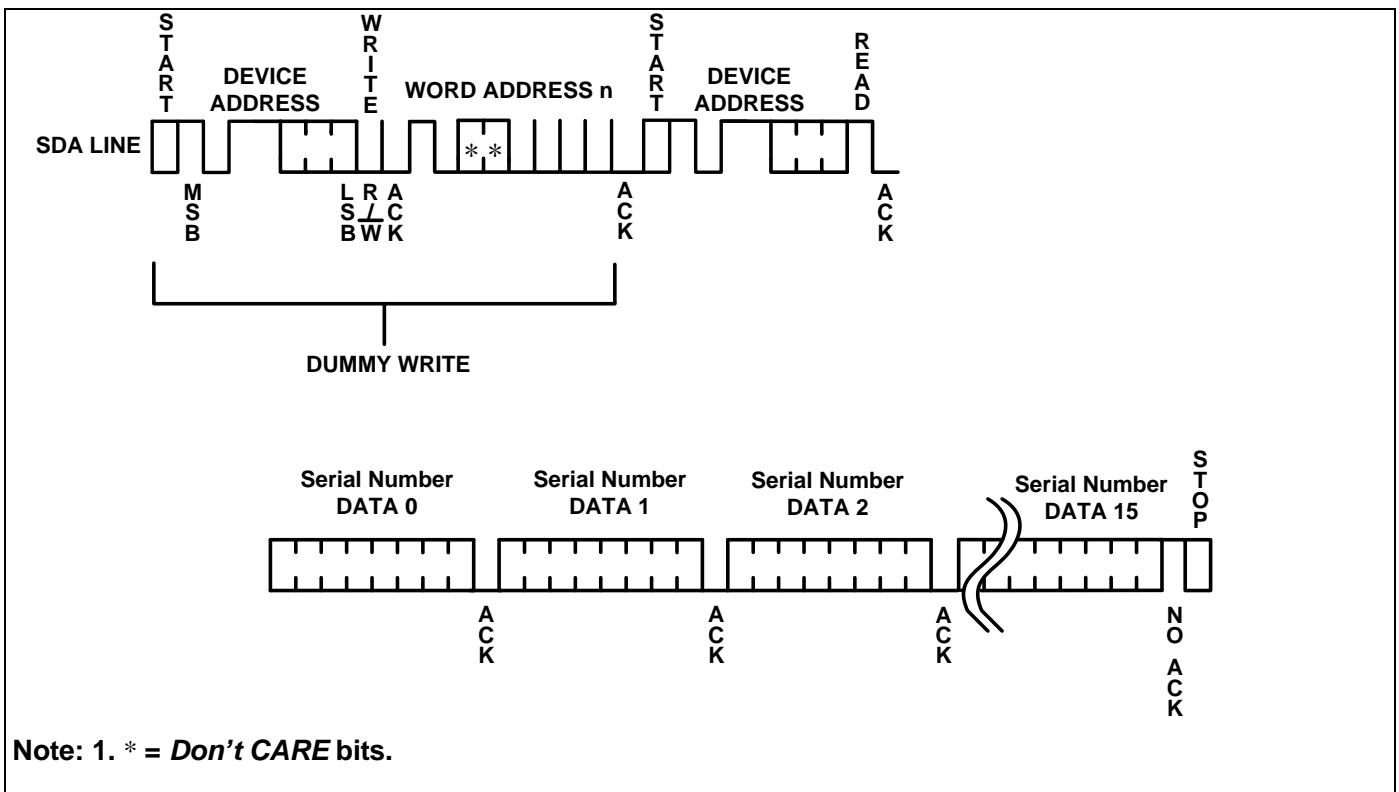 START
WRITE
START
READ
DEVICE
ADDRESS
WORD ADDRESS n
DEVICE
ADDRESS
SDA LINE
* *
MSB
LSB
R/W
ACK
ACK
ACK
DUMMY WRITE
Serial Number
DATA 0
Serial Number
DATA 1
Serial Number
DATA 2
Serial Number
DATA 15
STOP
ACK
ACK
ACK
NO ACK
Note: 1. * = Don't CARE bits.